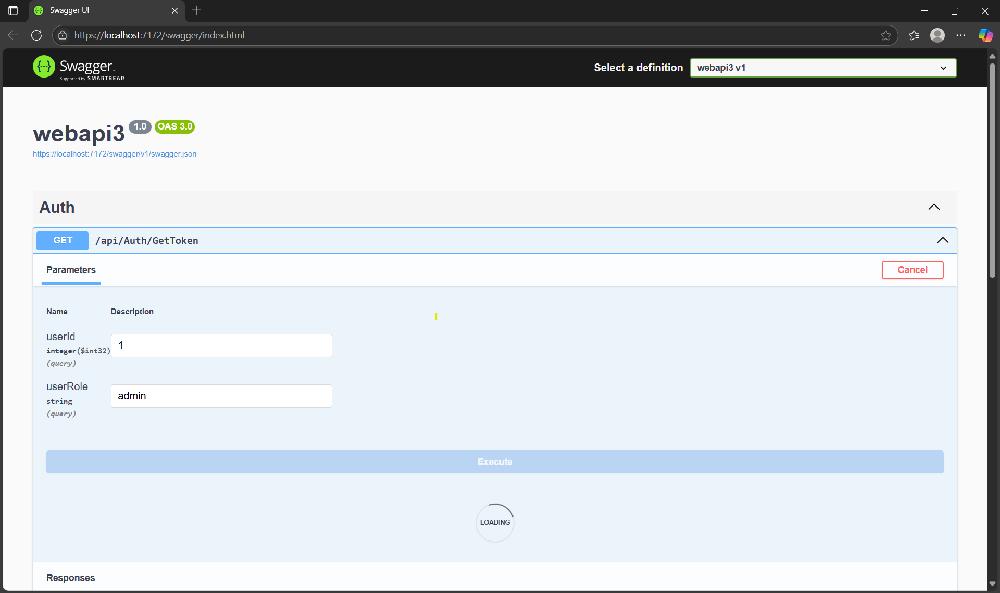 Swagger UI
https://localhost:7172/swagger/index.html
Swagger
Supported by SMARTBEAR
Select a definition
webapi3 v1
webapi3 1.0 OAS 3.0
https://localhost:7172/swagger/v1/swagger.json
Auth
GET /api/Auth/GetToken
Parameters
Cancel
Name Description
userId
integer($int32)
(query)
1
userRole
string
(query)
admin
Execute
LOADING
Responses